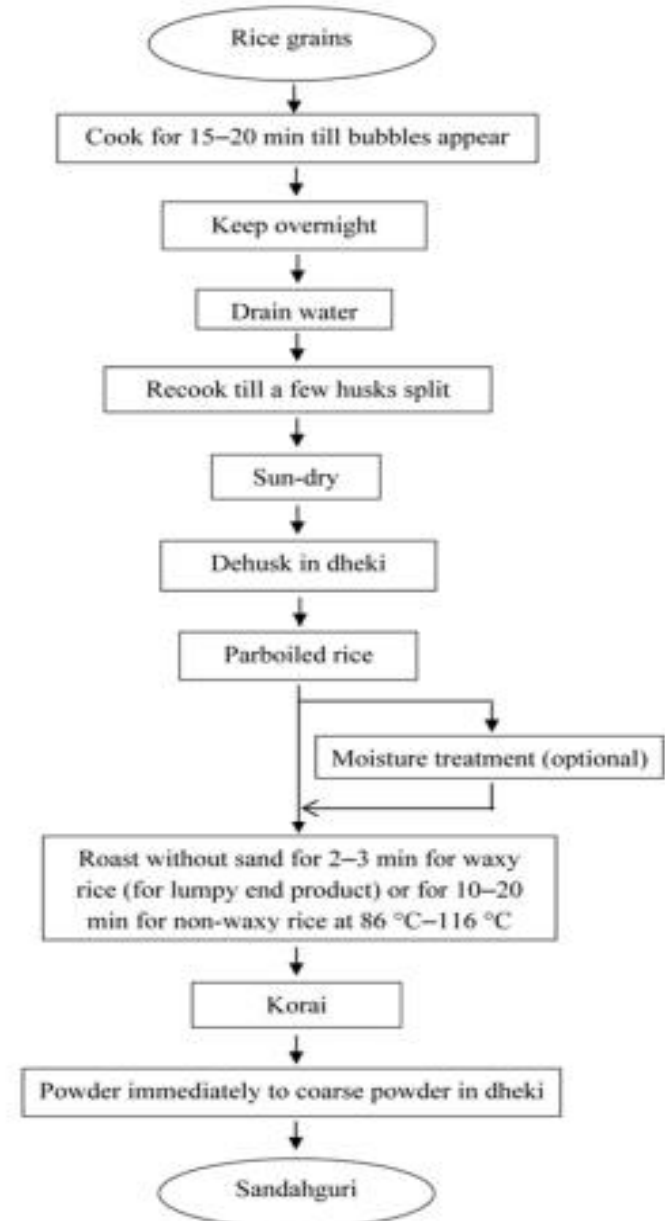 Rice grains
Cook for 15–20 min till bubbles appear
Keep overnight
Drain water
Recook till a few husks split
Sun-dry
Dehusk in dheki
Parboiled rice
Moisture treatment (optional)
Roast without sand for 2–3 min for waxy
rice (for lumpy end product) or for 10–20
min for non-waxy rice at 86 °C–116 °C
Korai
Powder immediately to coarse powder in dheki
Sandahguri